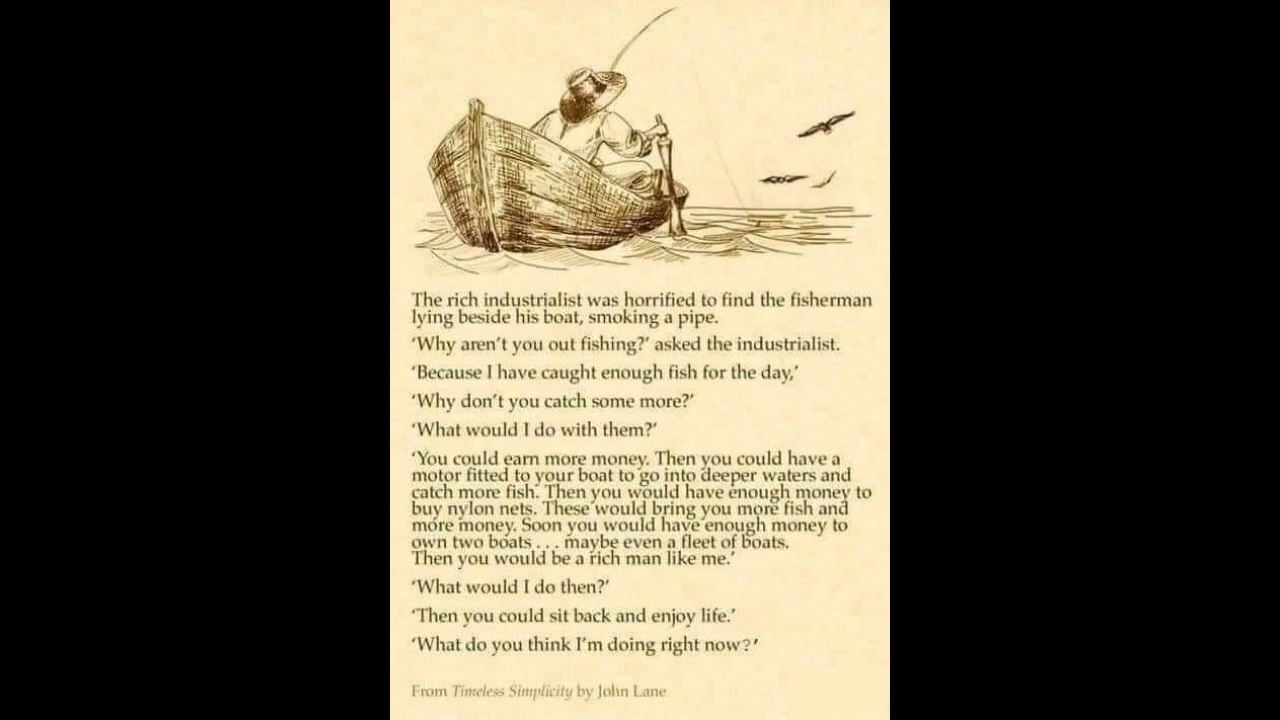 The rich industrialist was horrified to find the fisherman
lying beside his boat, smoking a pipe.
‘Why aren’t you out fishing?’ asked the industrialist.
‘Because I have caught enough fish for the day,’
‘Why don’t you catch some more?’
‘What would I do with them?’
‘You could earn more money. Then you could have a
motor fitted to your boat to go into deeper waters and
catch more fish. Then you would have enough money to
buy nylon nets. These would bring you more fish and
more money. Soon you would have enough money to
own two boats . . . maybe even a fleet of boats.
Then you would be a rich man like me.’
‘What would I do then?’
‘Then you could sit back and enjoy life.’
‘What do you think I’m doing right now?’
From Timeless Simplicity by John Lane